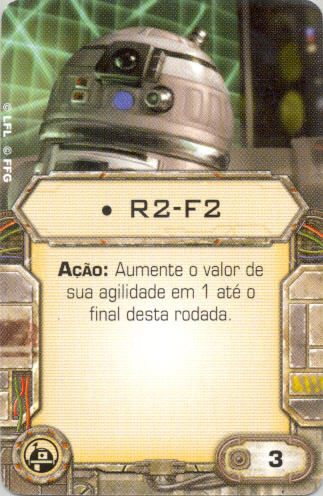 © LFL © FFG
• R2-F2
AÇÃO: Aumente o valor de
sua agilidade em 1 até o
final desta rodada.
3